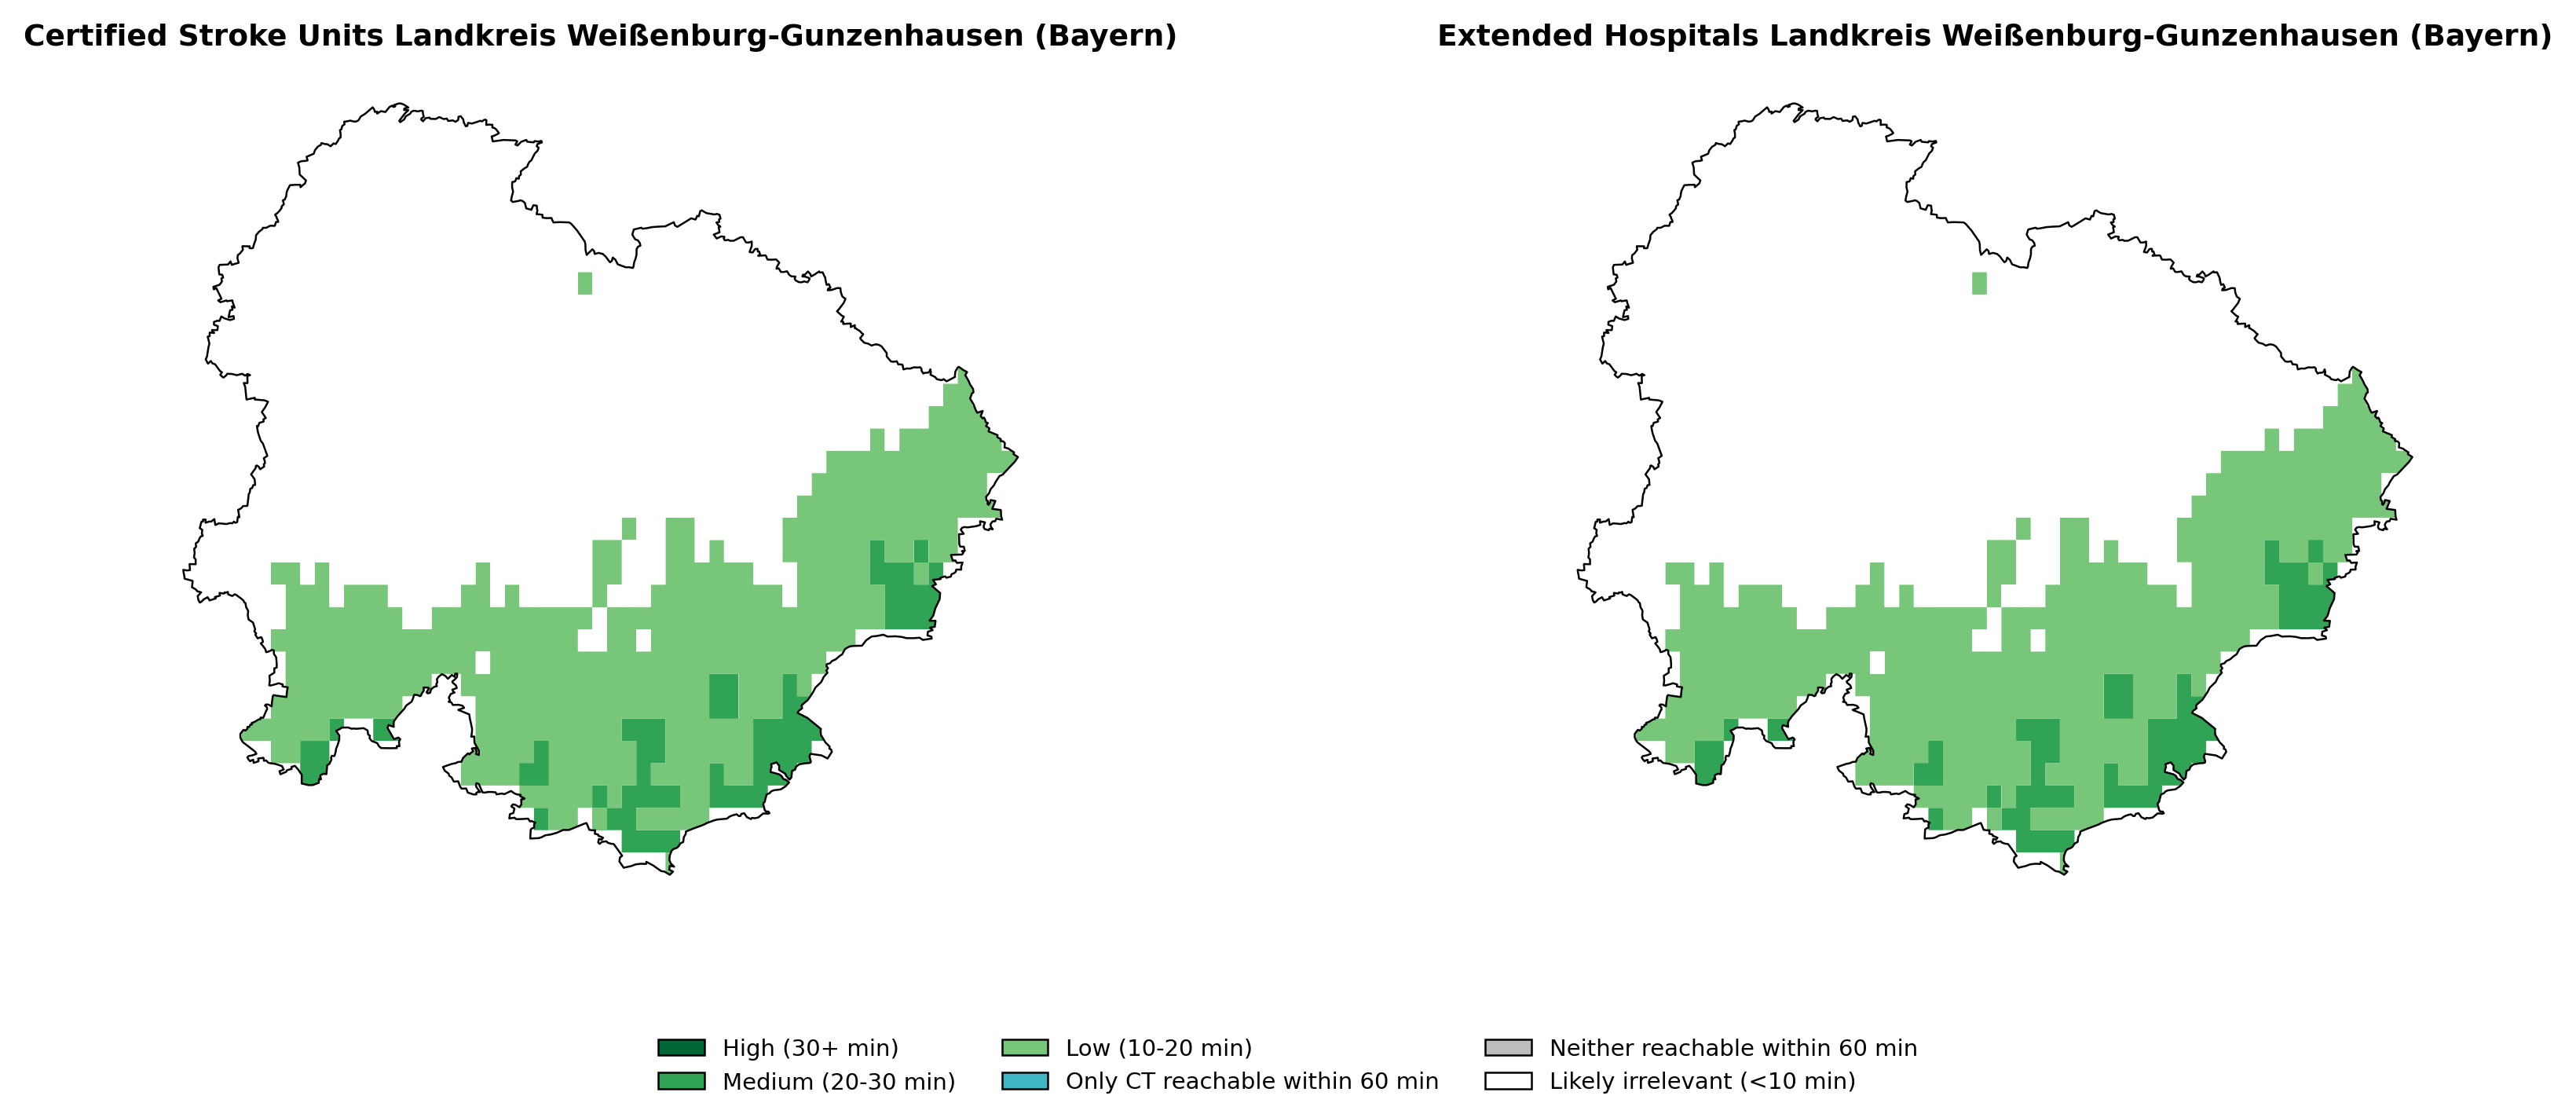 Certified Stroke Units Landkreis Weißenburg-Gunzenhausen (Bayern)
Extended Hospitals Landkreis Weißenburg-Gunzenhausen (Bayern)
High (30+ min)
Medium (20-30 min)
Low (10-20 min)
Only CT reachable within 60 min
Neither reachable within 60 min
Likely irrelevant (<10 min)